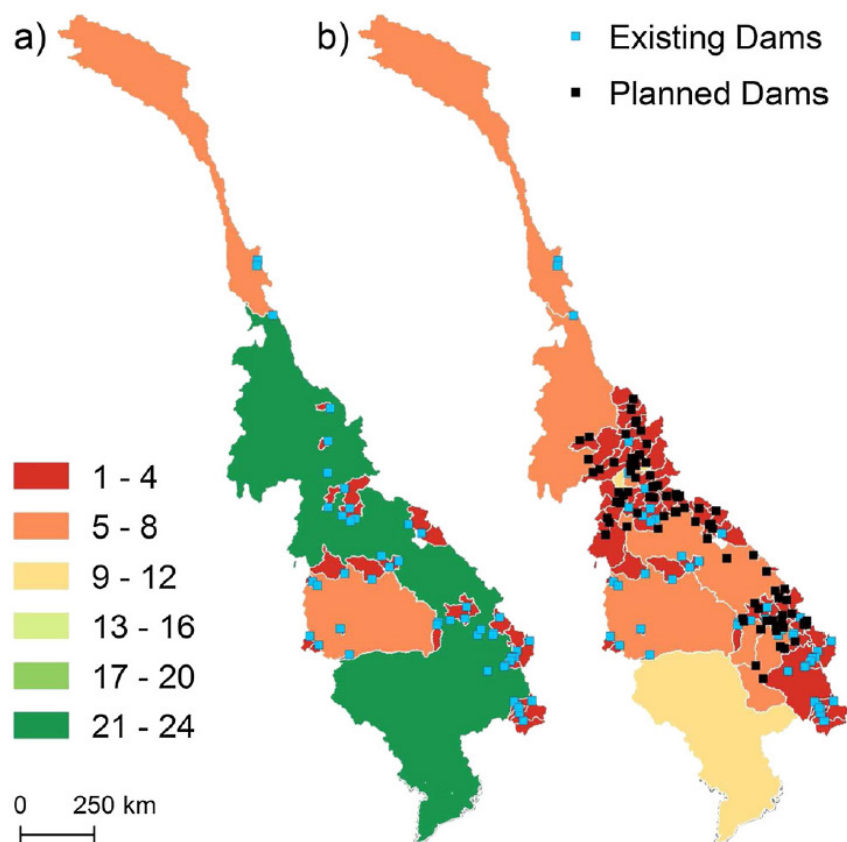 a)
b)
Existing Dams
Planned Dams
1 - 4
5 - 8
9 - 12
13 - 16
17 - 20
21 - 24
0 250 km